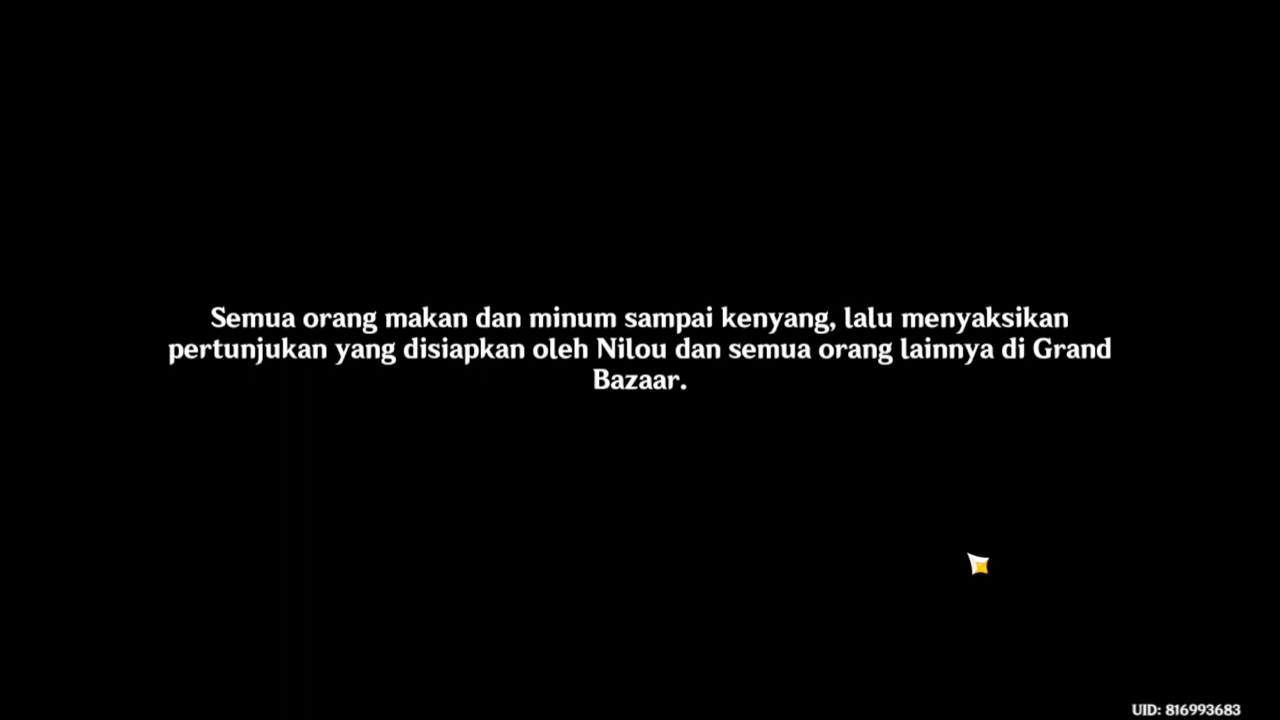 Semua orang makan dan minum sampai kenyang, lalu menyaksikan
pertunjukan yang disiapkan oleh Nilou dan semua orang lainnya di Grand
Bazaar.
UID: 816993683